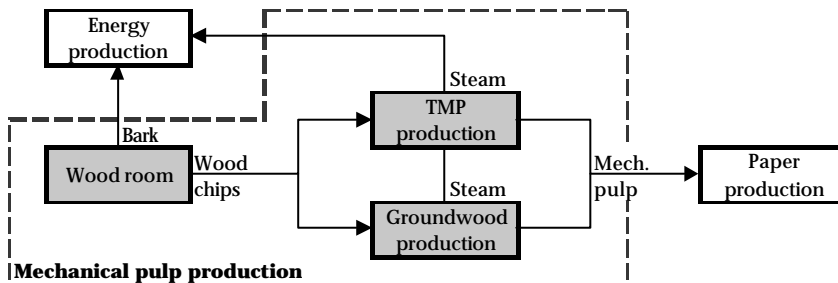 Energy
production
Steam
TMP
production
Bark
Wood room
Wood
chips
Mech.
pulp
Paper
production
Steam
Groundwood
production
Mechanical pulp production